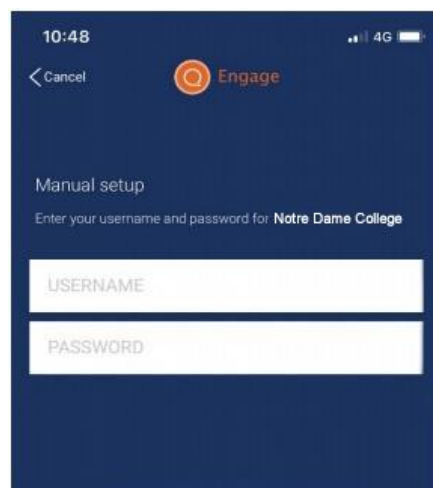 10:48 4G
Cancel Engage
Manual setup
Enter your username and password for Notre Dame College
USERNAME
PASSWORD